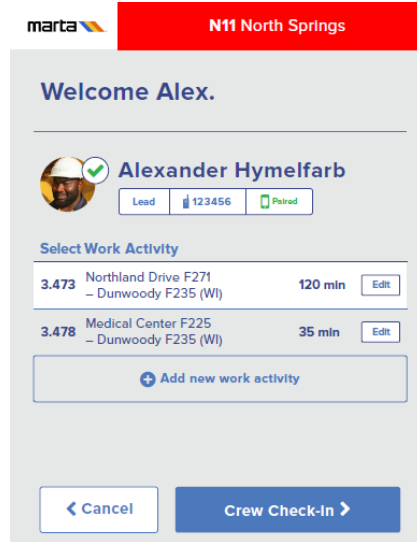 marta
N11 North Springs
Welcome Alex.
Alexander Hymelfarb
Lead 123456 Paired
Select Work Activity
3.473 Northland Drive F271 – Dunwoody F235 (WI) 120 min Edit
3.478 Medical Center F225 – Dunwoody F235 (WI) 35 min Edit
Add new work activity
Cancel
Crew Check-In